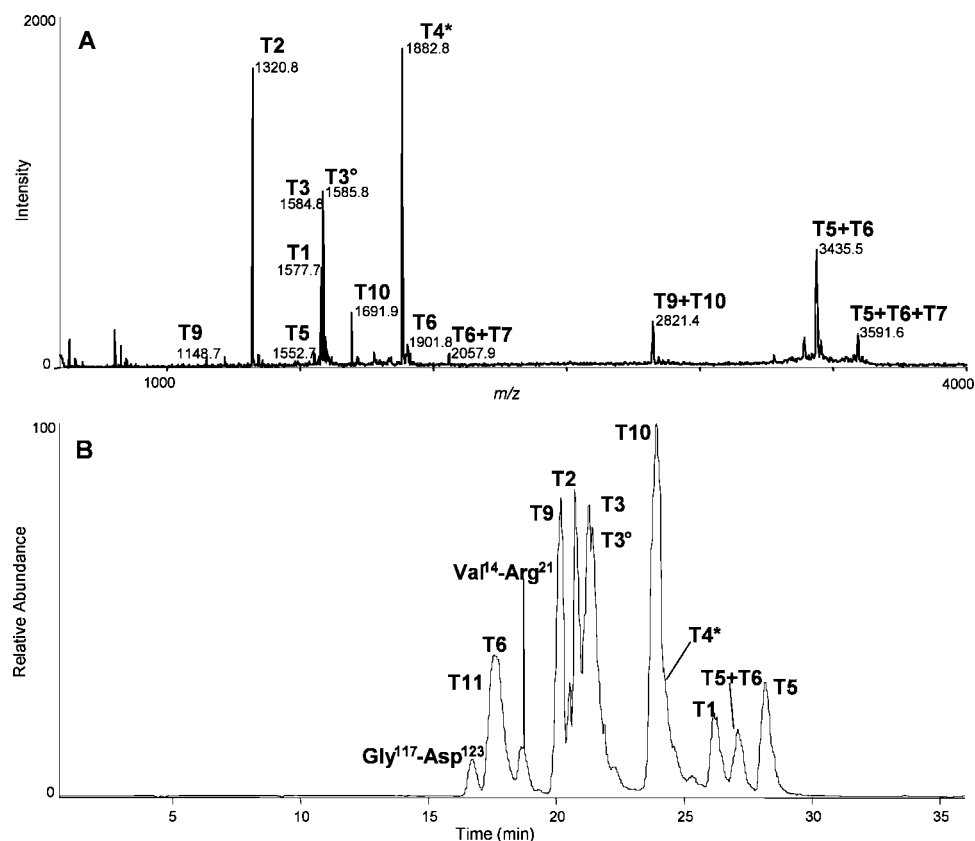 2000
A
T4*
1882.8
T2
1320.8
T3
T3°
1584.8
1585.8
Intensity
T5+T6
3435.5
T1
1577.7
T10
1691.9
T9+T10
2821.4
T6
1901.8
T9
1148.7
T5
1552.7
T6+T7
2057.9
T5+T6+T7
3591.6
0
1000
4000
m/z
100
B
T10
T2
T9
T3
T3°
Val14-Arg21
Relative Abundance
T6
T4*
T11
T5+T6
T5
T1
Gly117-Asp123
0
5
10
15
20
25
30
35
Time (min)